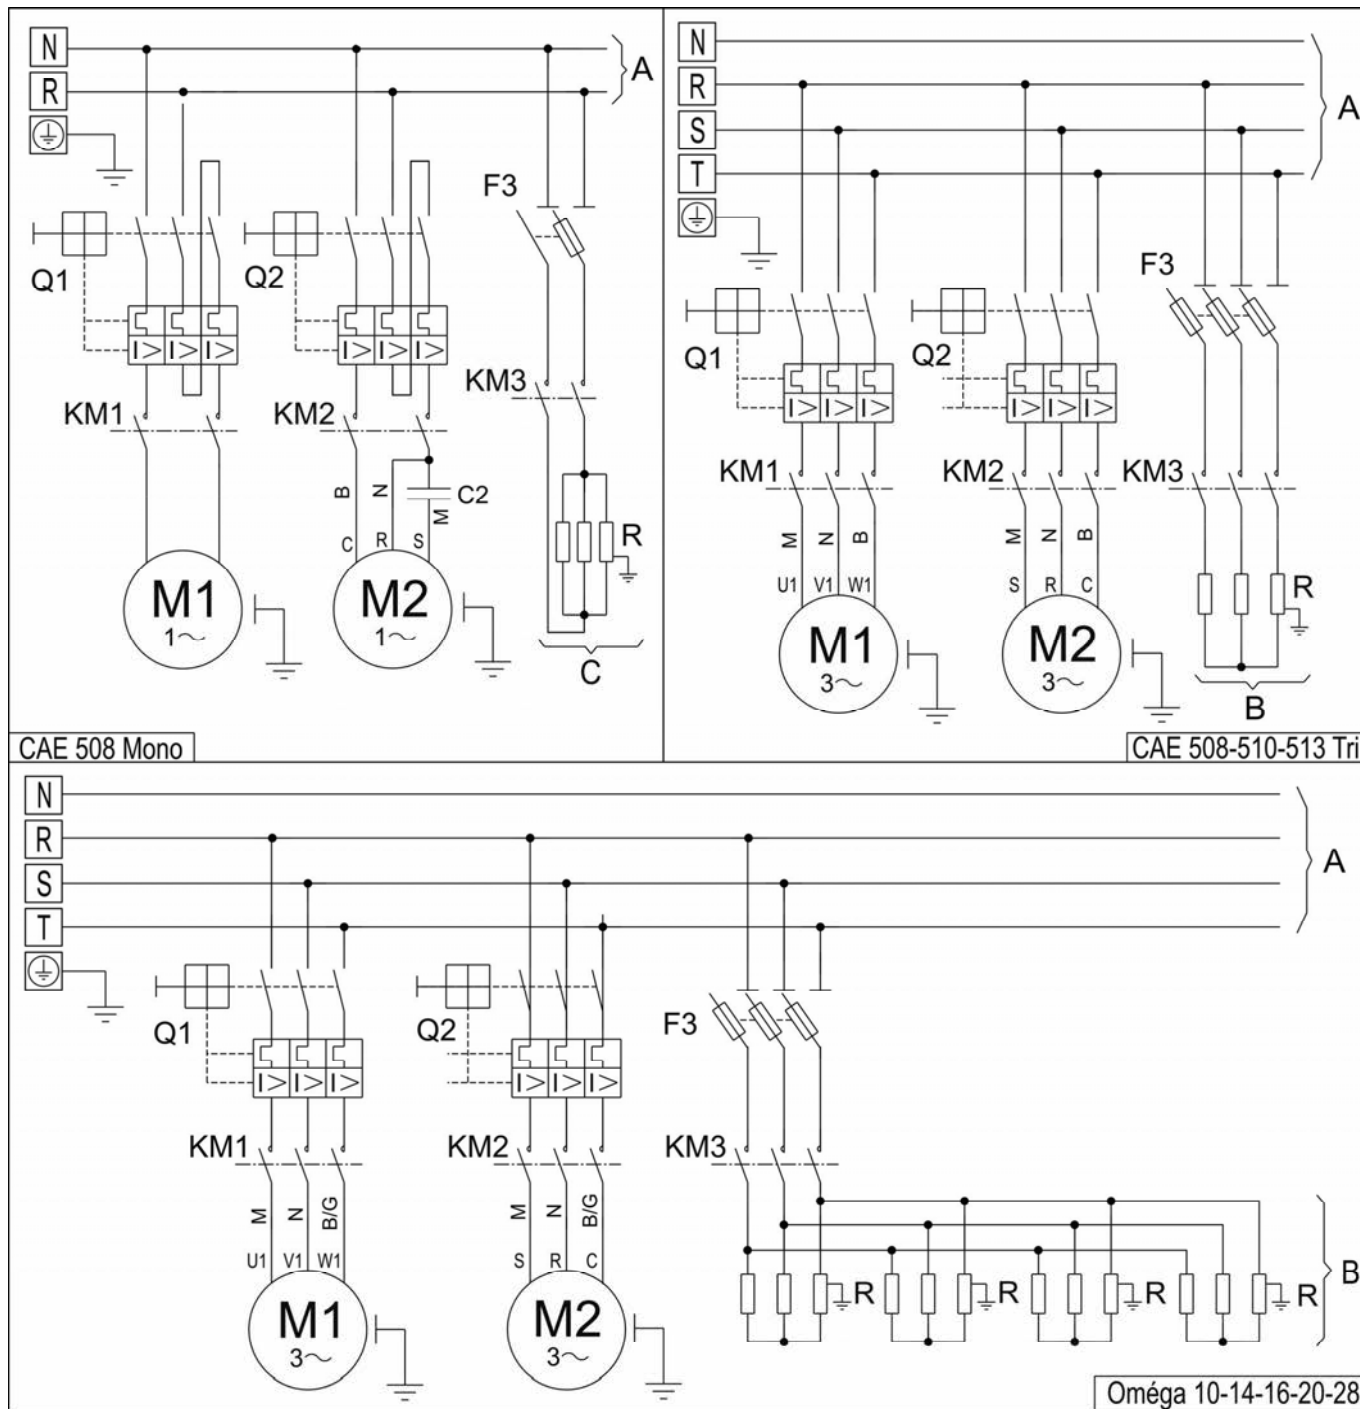 N
A
R
F3
Q1
Q2
KM3
KM1
KM2
B
N
C2
M
C
R
S
R
M1
1~
M2
1~
C
CAE 508 Mono
N
R
A
S
T
F3
Q1
Q2
KM1
KM2
KM3
M
N
B
M
N
B
U1
V1
W1
S
R
C
R
M1
3~
M2
3~
B
CAE 508-510-513 Tri
N
R
A
S
T
Q1
Q2
F3
KM1
KM2
KM3
M
N
B/G
M
N
B/G
U1
V1
W1
S
R
C
R
R
R
R
B
M1
3~
M2
3~
Oméga 10-14-16-20-28